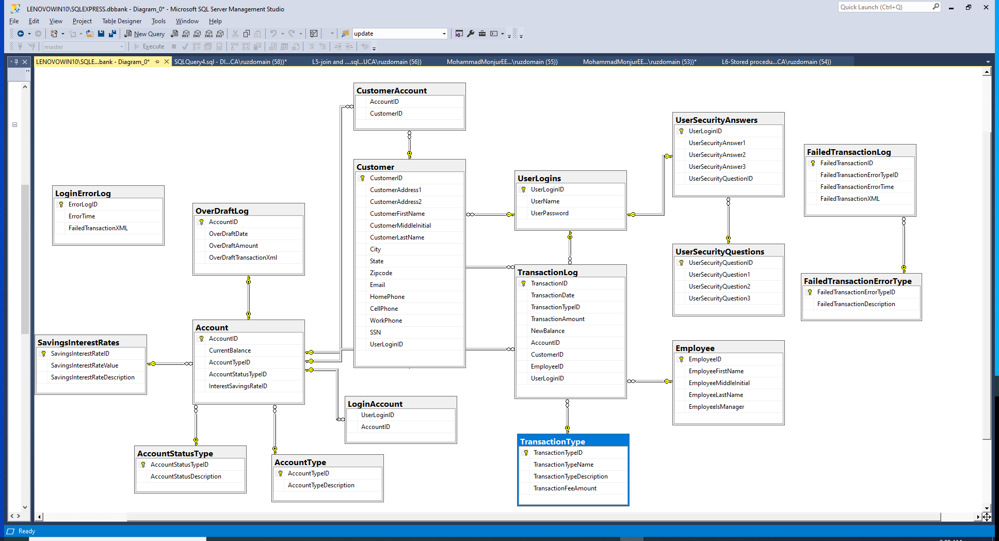 LENOVOWIN10\SQLEXPRESS.dbbank - Diagram_0* - Microsoft SQL Server Management Studio
Quick Launch (Ctrl+Q)
File Edit View Project Table Designer Tools Window Help
New Query MDX DMX XMLA DAX update
master Execute
LENOVOWIN10\SQLE...bank - Diagram_0* SQLQuery4.sql - DI...CA\ruzdomain (58))* L5-join and ....sql...UCA\ruzdomain (56)) MohammadMonjurEE...\ruzdomain (55)) MohammadMonjurEE...\ruzdomain (53))* L6-Stored procedu...CA\ruzdomain (54))
CustomerAccount
AccountID
CustomerID
UserSecurityAnswers
UserLoginID
UserSecurityAnswer1
UserSecurityAnswer2
UserSecurityAnswer3
UserSecurityQuestionID
FailedTransactionLog
FailedTransactionID
FailedTransactionErrorTypeID
FailedTransactionErrorTime
FailedTransactionXML
Customer
CustomerID
CustomerAddress1
CustomerAddress2
CustomerFirstName
CustomerMiddleInitial
CustomerLastName
City
State
Zipcode
Email
HomePhone
CellPhone
WorkPhone
SSN
UserLoginID
UserLogins
UserLoginID
UserName
UserPassword
LoginErrorLog
ErrorLogID
ErrorTime
FailedTransactionXML
OverDraftLog
AccountID
OverDraftDate
OverDraftAmount
OverDraftTransactionXml
UserSecurityQuestions
UserSecurityQuestionID
UserSecurityQuestion1
UserSecurityQuestion2
UserSecurityQuestion3
TransactionLog
TransactionID
TransactionDate
TransactionTypeID
TransactionAmount
NewBalance
AccountID
CustomerID
EmployeeID
UserLoginID
FailedTransactionErrorType
FailedTransactionErrorTypeID
FailedTransactionDescription
Account
AccountID
CurrentBalance
AccountTypeID
AccountStatusTypeID
InterestSavingsRateID
SavingsInterestRates
SavingsInterestRateID
SavingsInterestRateValue
SavingsInterestRateDescription
Employee
EmployeeID
EmployeeFirstName
EmployeeMiddleInitial
EmployeeLastName
EmployeeIsManager
LoginAccount
UserLoginID
AccountID
TransactionType
TransactionTypeID
TransactionTypeName
TransactionTypeDescription
TransactionFeeAmount
AccountStatusType
AccountStatusTypeID
AccountStatusDescription
AccountType
AccountTypeID
AccountTypeDescription
Ready